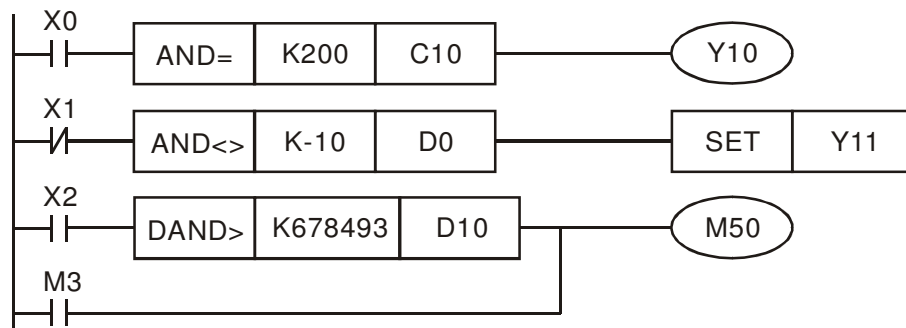 X0
AND= K200 C10 Y10
X1
AND<> K-10 D0 SET Y11
X2
DAND> K678493 D10 M50
M3